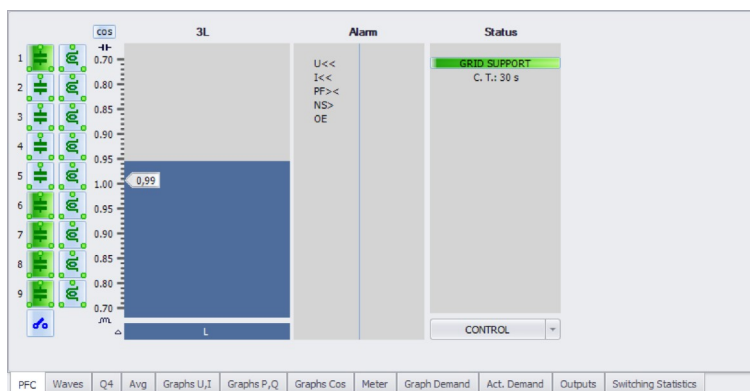 cos 3L Alarm Status
0.70
0.80
0.85
0.90
0.95
1.00
0.95
0.90
0.85
0.80
0.70
1
2
3
4
5
6
7
8
9
0,99
L
U<<
I<<
PF><
NS>
OE
GRID SUPPORT
C. T.: 30 s
CONTROL
PFC Waves Q4 Avg Graphs U,I Graphs P,Q Graphs Cos Meter Graph Demand Act. Demand Outputs Switching Statistics